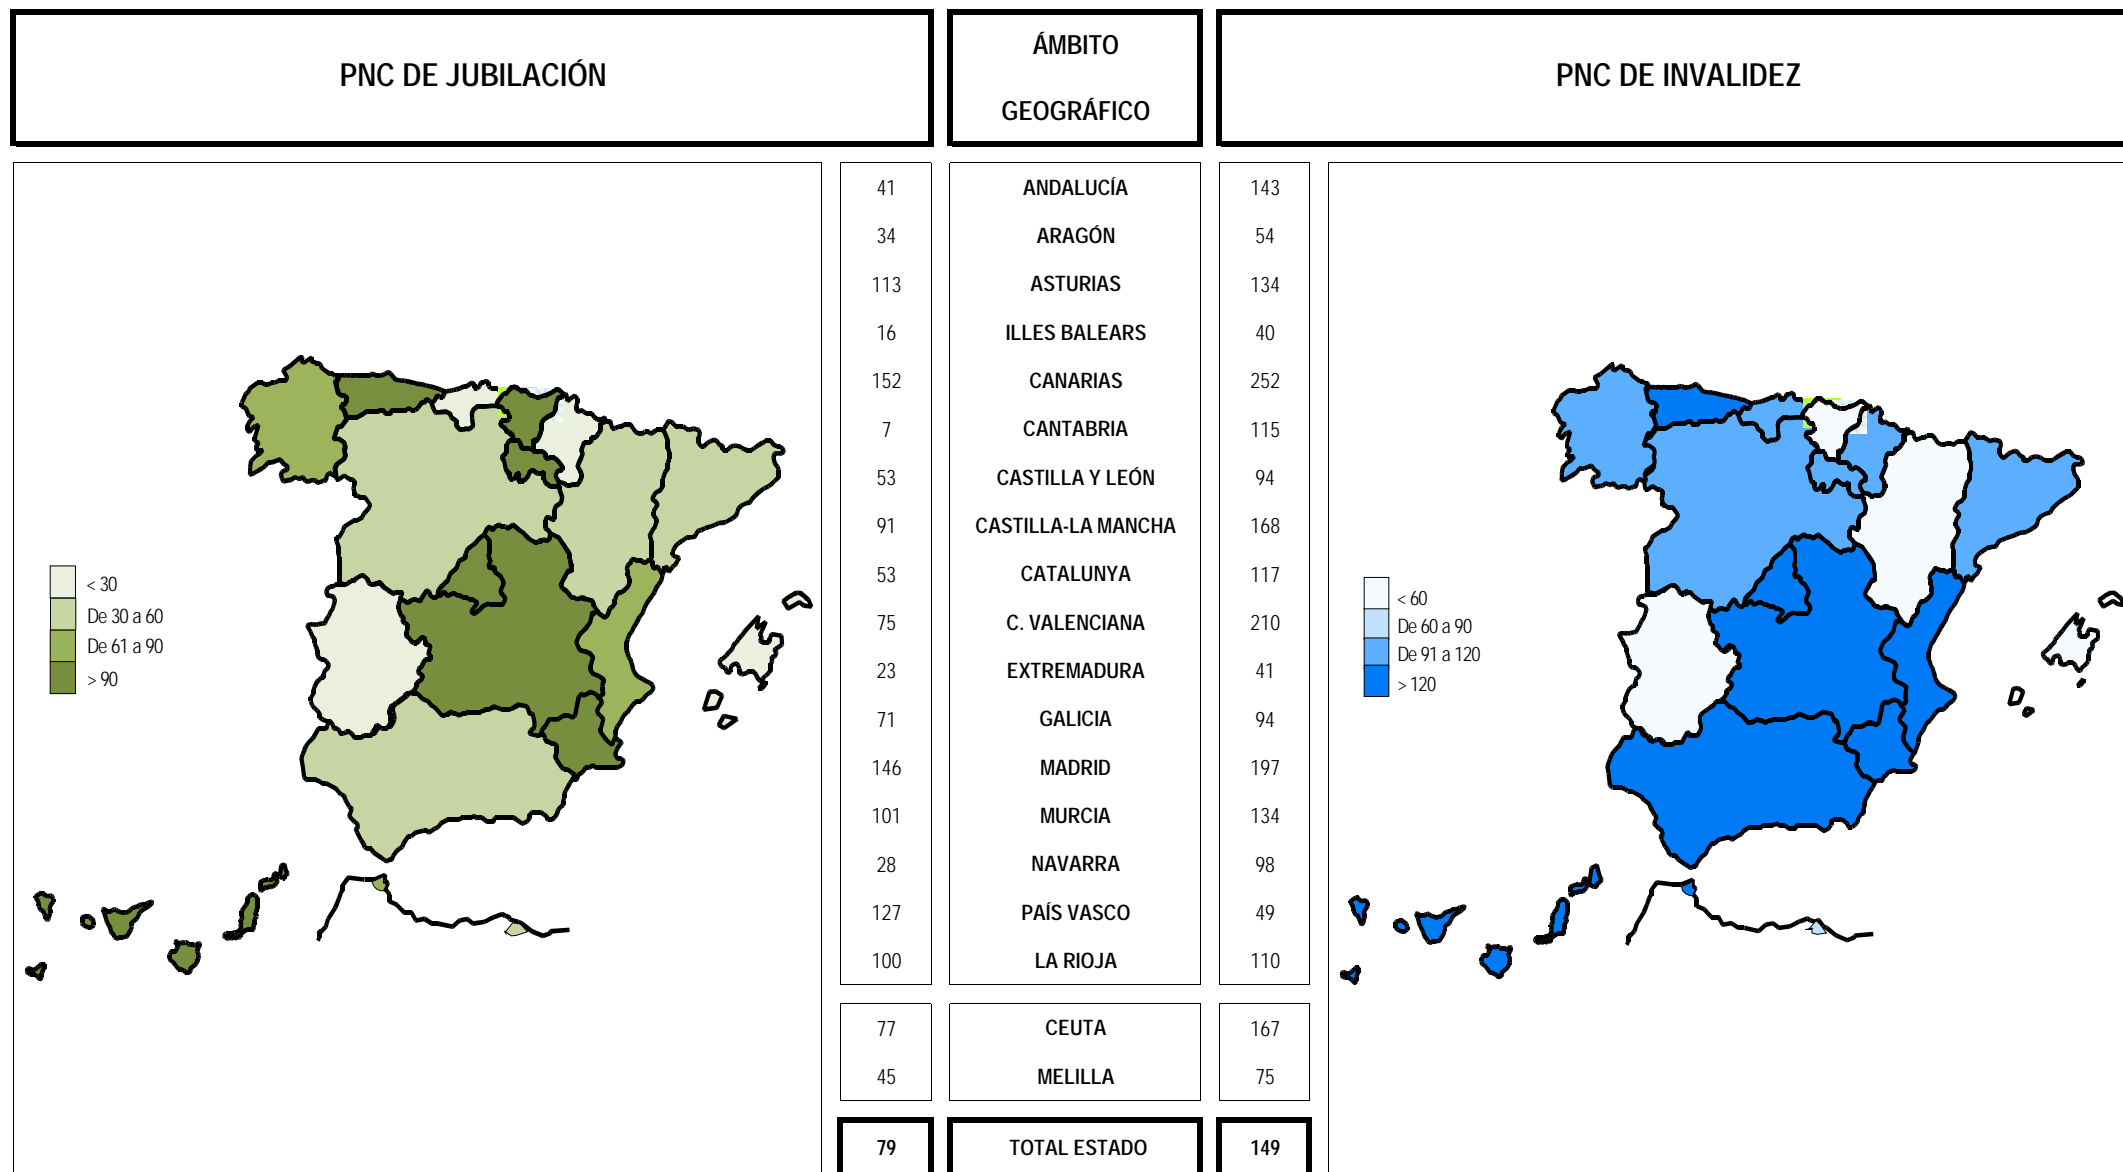 PNC DE JUBILACIÓN
ÁMBITO
GEOGRÁFICO
PNC DE INVALIDEZ
41 ANDALUCÍA 143
34 ARAGÓN 54
113 ASTURIAS 134
16 ILLES BALEARS 40
152 CANARIAS 252
7 CANTABRIA 115
53 CASTILLA Y LEÓN 94
91 CASTILLA-LA MANCHA 168
53 CATALUNYA 117
75 C. VALENCIANA 210
23 EXTREMADURA 41
71 GALICIA 94
146 MADRID 197
101 MURCIA 134
28 NAVARRA 98
127 PAÍS VASCO 49
100 LA RIOJA 110
77 CEUTA 167
45 MELILLA 75
79 TOTAL ESTADO 149
< 30
De 30 a 60
De 61 a 90
> 90
< 60
De 60 a 90
De 91 a 120
> 120